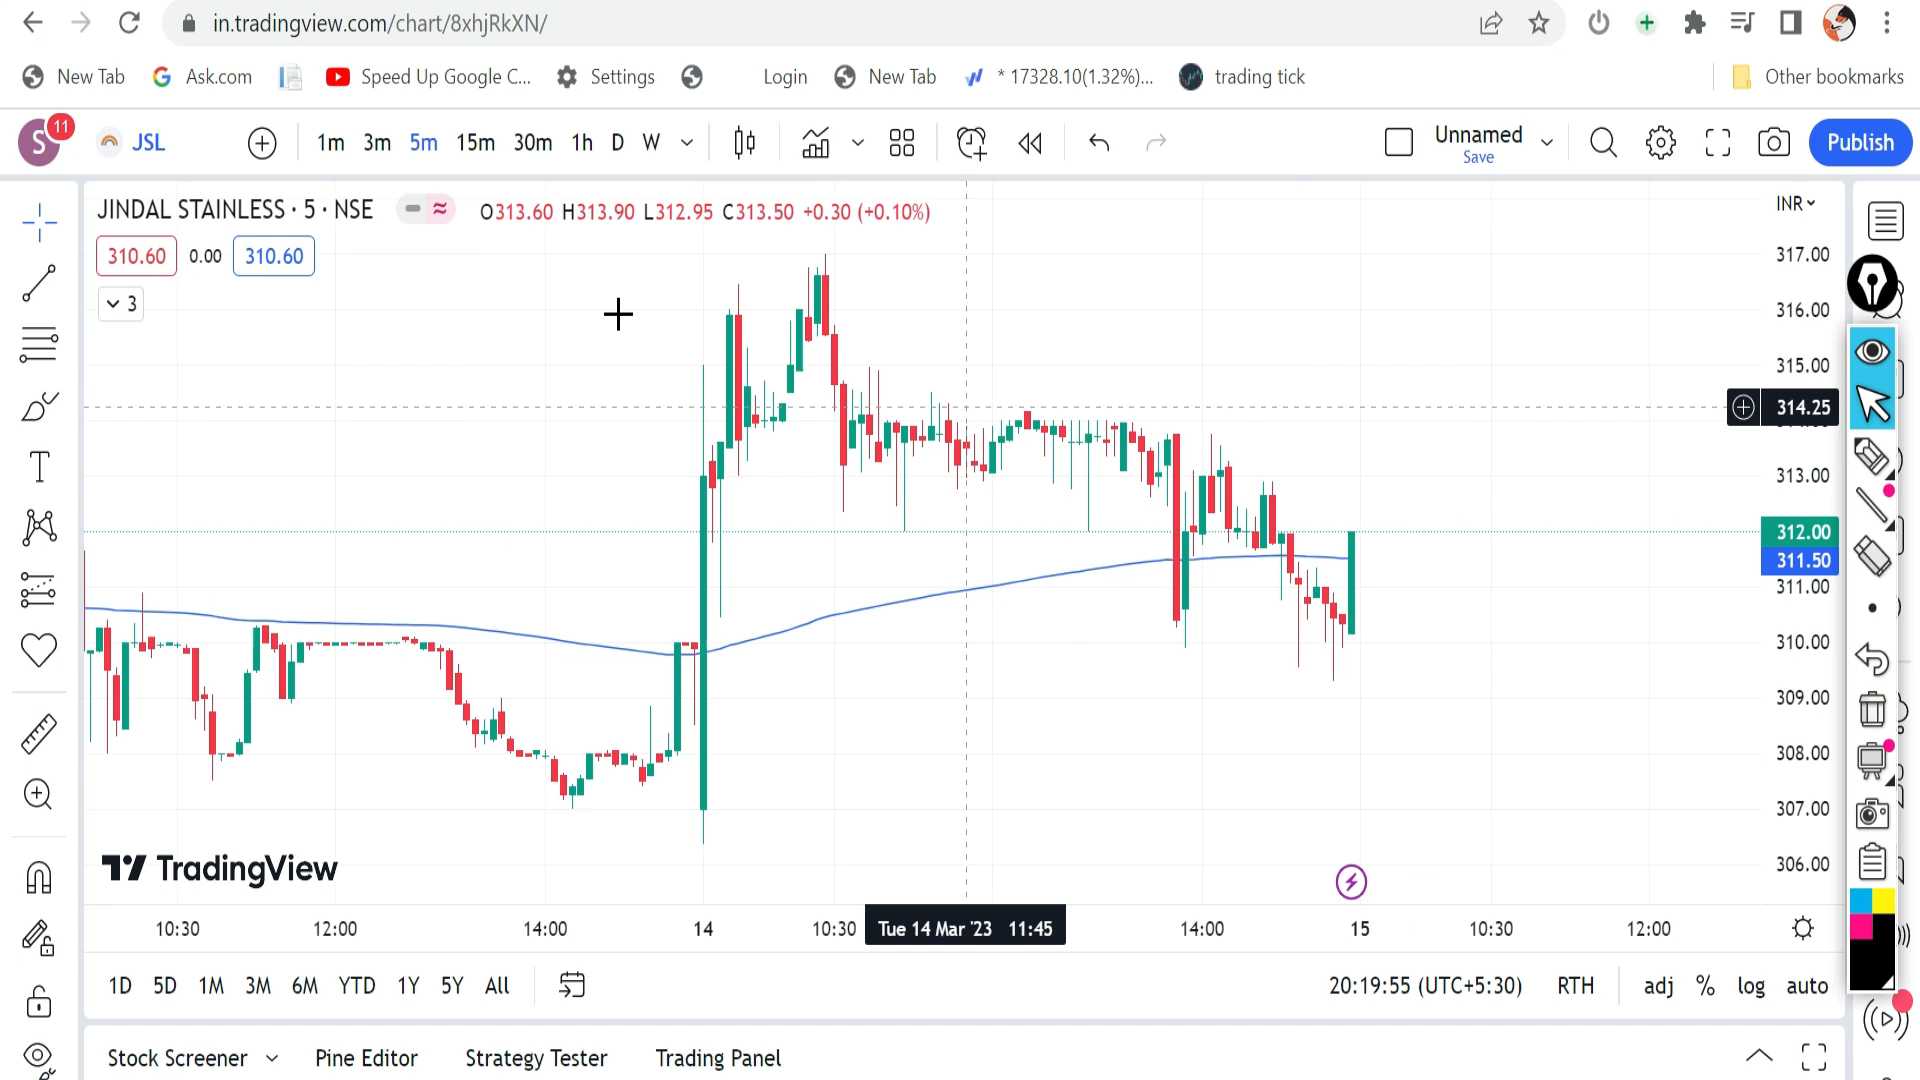 in.tradingview.com/chart/8xhjRkXN/
New Tab Ask.com Speed Up Google C... Settings Login New Tab * 17328.10(1.32%)... trading tick Other bookmarks
S 11 JSL 1m 3m 5m 15m 30m 1h D W Unnamed Save Publish
JINDAL STAINLESS · 5 · NSE O313.60 H313.90 L312.95 C313.50 +0.30 (+0.10%) INR
310.60 0.00 310.60
3
317.00
316.00
315.00
314.25
313.00
312.00
311.50
311.00
310.00
309.00
308.00
307.00
306.00
TradingView
10:30 12:00 14:00 14 10:30 Tue 14 Mar '23 11:45 14:00 15 10:30 12:00
1D 5D 1M 3M 6M YTD 1Y 5Y All 20:19:55 (UTC+5:30) RTH adj % log auto
Stock Screener Pine Editor Strategy Tester Trading Panel